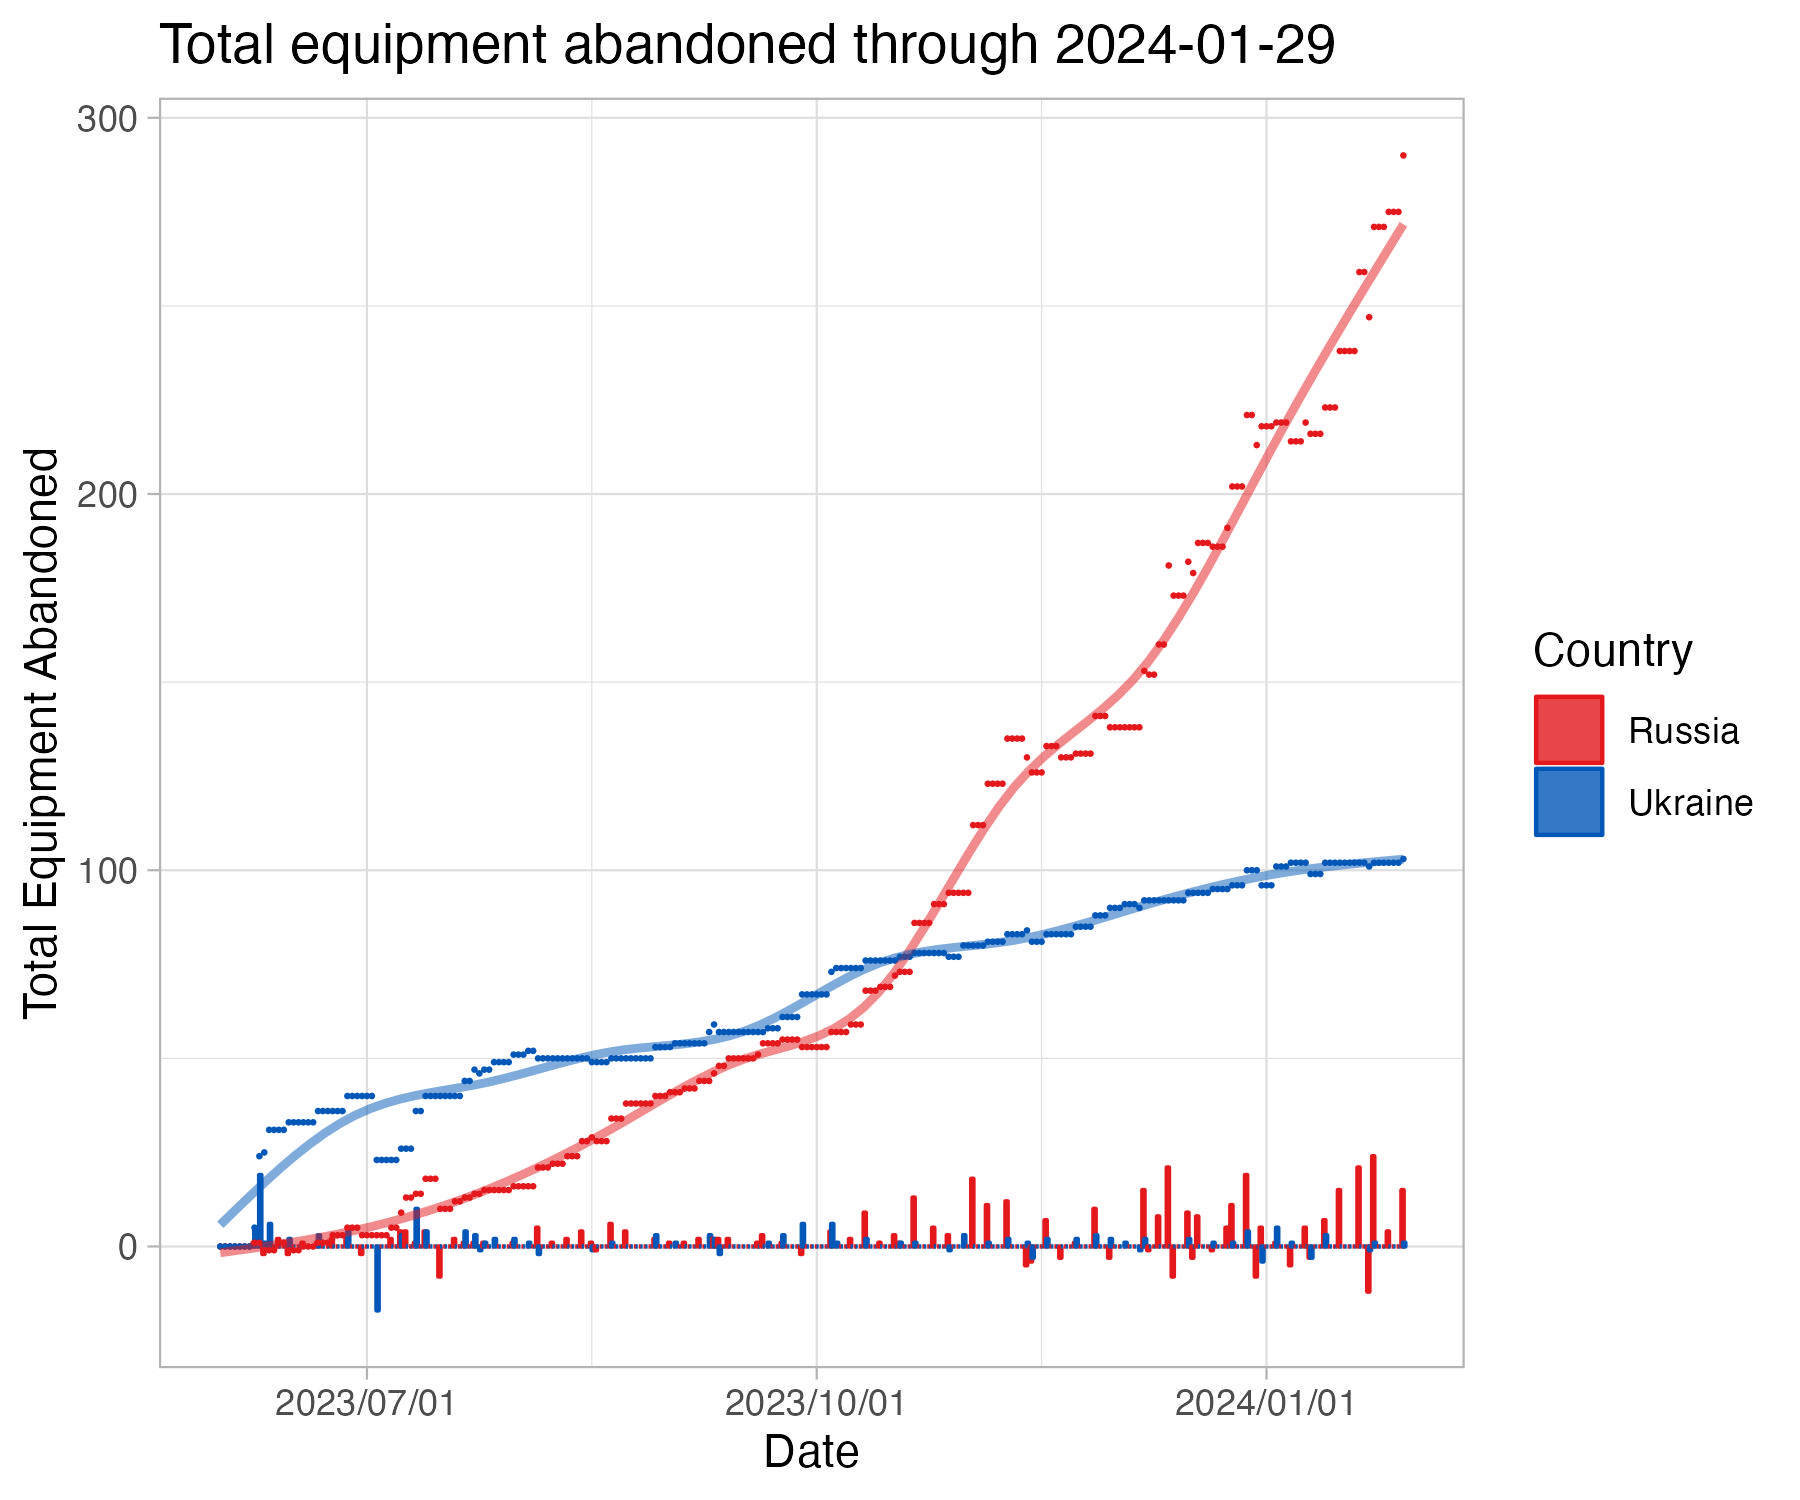 Total equipment abandoned through 2024-01-29
Total Equipment Abandoned
300
200
100
0
2023/07/01
2023/10/01
2024/01/01
Date
Country
Russia
Ukraine